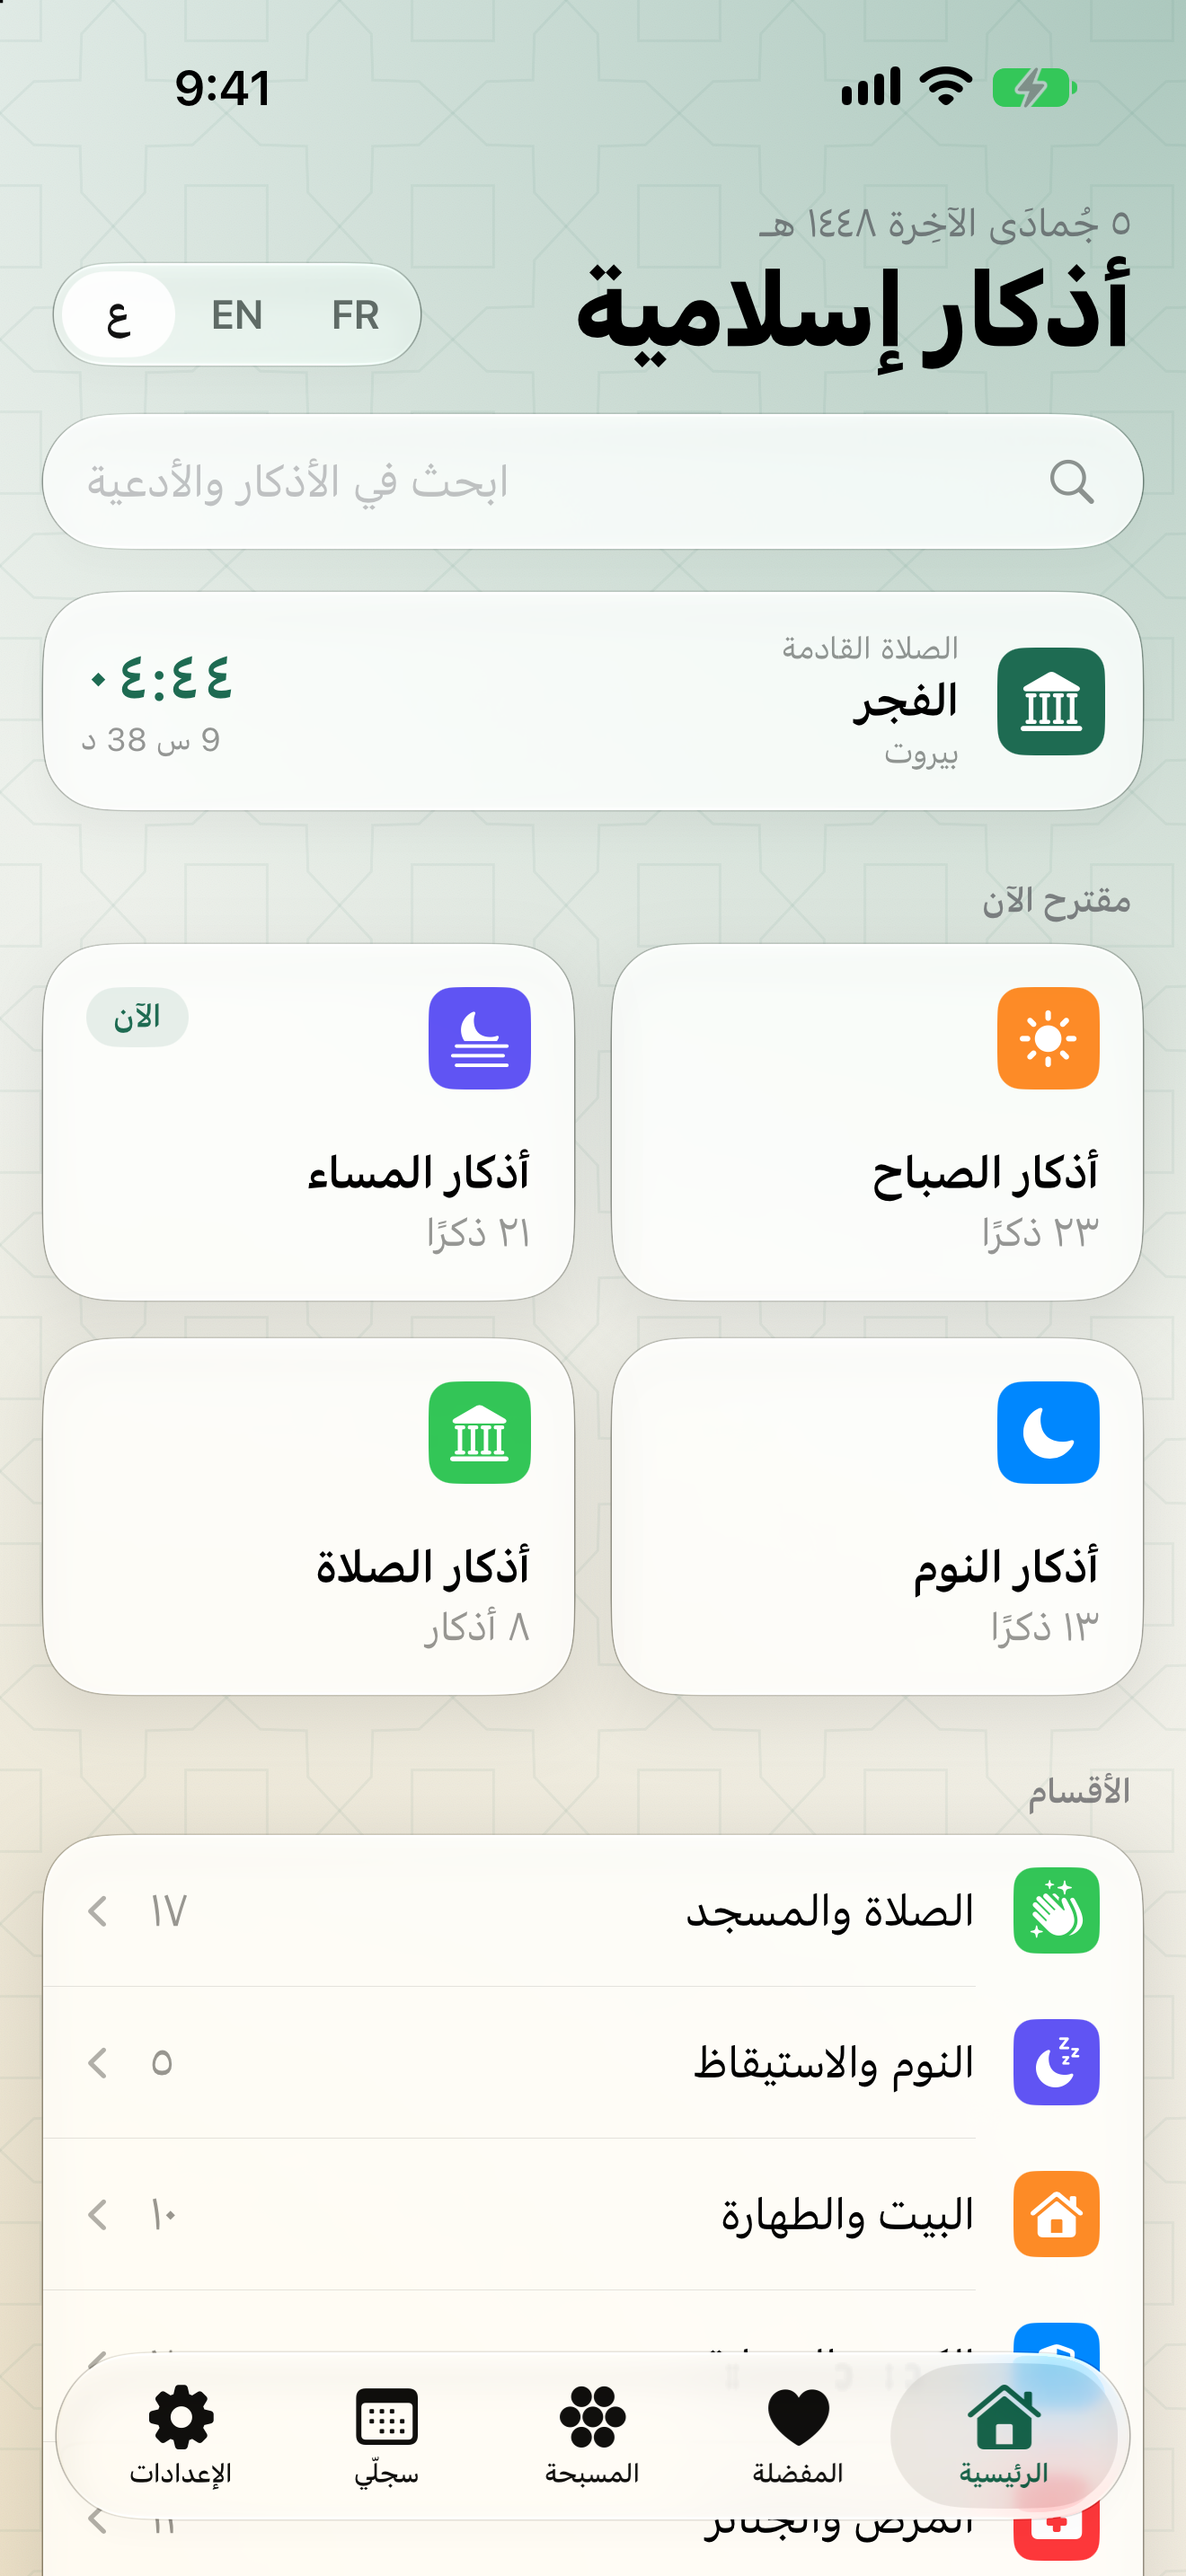 9:41
٥ جُمادَى الآخِرة ١٤٤٨ هـ
أذكار إسلامية
FR EN ع
ابحث في الأذكار والأدعية
الصلاة القادمة
الفجر
بيروت
٠٤:٤٤
9 س 38 د
مقترح الآن
أذكار الصباح
٢٣ ذكرًا
الآن
أذكار المساء
٢١ ذكرًا
أذكار النوم
١٣ ذكرًا
أذكار الصلاة
٨ أذكار
الأقسام
الصلاة والمسجد ١٧
النوم والاستيقاظ ٥
البيت والطهارة ١٠
المرض والجنائز
الرئيسية
المفضلة
المسبحة
سجلّي
الإعدادات